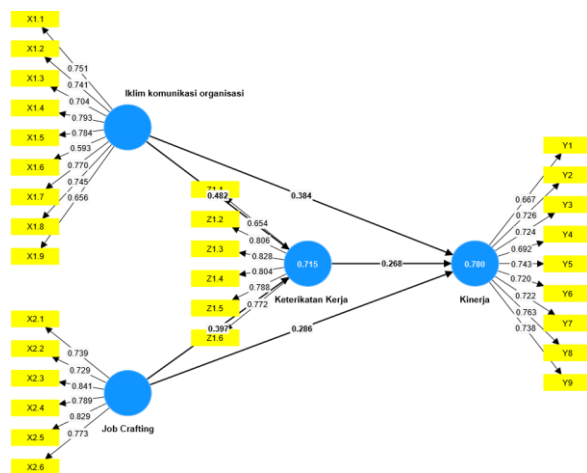 X1.1
X1.2
X1.3
X1.4
X1.5
X1.6
X1.7
X1.8
X1.9
0.751
0.741
0.704
0.793
0.784
0.593
0.770
0.745
0.656
Iklim komunikasi organisasi
Z1.1
Z1.2
Z1.3
Z1.4
Z1.5
Z1.6
0.482
0.654
0.806
0.828
0.804
0.788
0.772
0.397
0.384
0.715
0.268
0.286
Keterikatan Kerja
0.780
Kinerja
0.667
0.726
0.724
0.692
0.743
0.720
0.722
0.763
0.738
Y1
Y2
Y3
Y4
Y5
Y6
Y7
Y8
Y9
X2.1
X2.2
X2.3
X2.4
X2.5
X2.6
0.739
0.729
0.841
0.789
0.829
0.773
Job Crafting